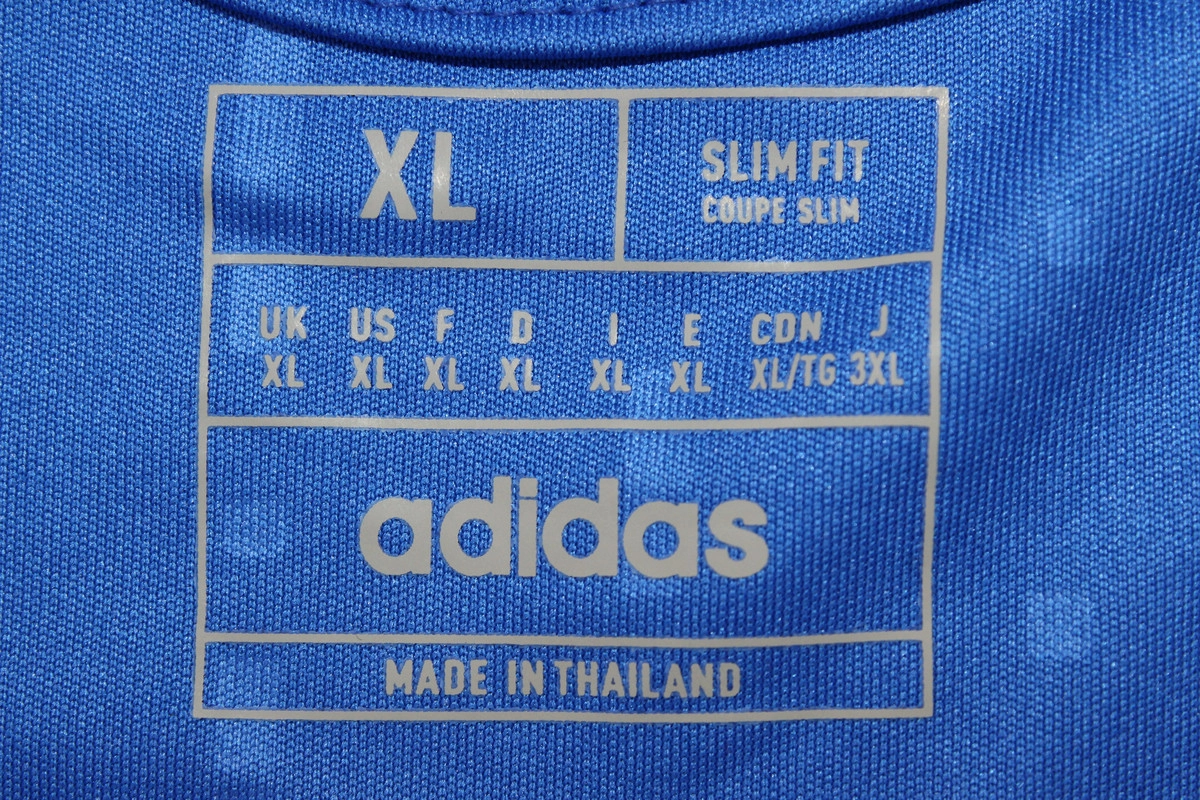 XL
SLIM FIT
COUPE SLIM
UK US F D I E CDN J
XL XL XL XL XL XL XL/TG 3XL
adidas
MADE IN THAILAND